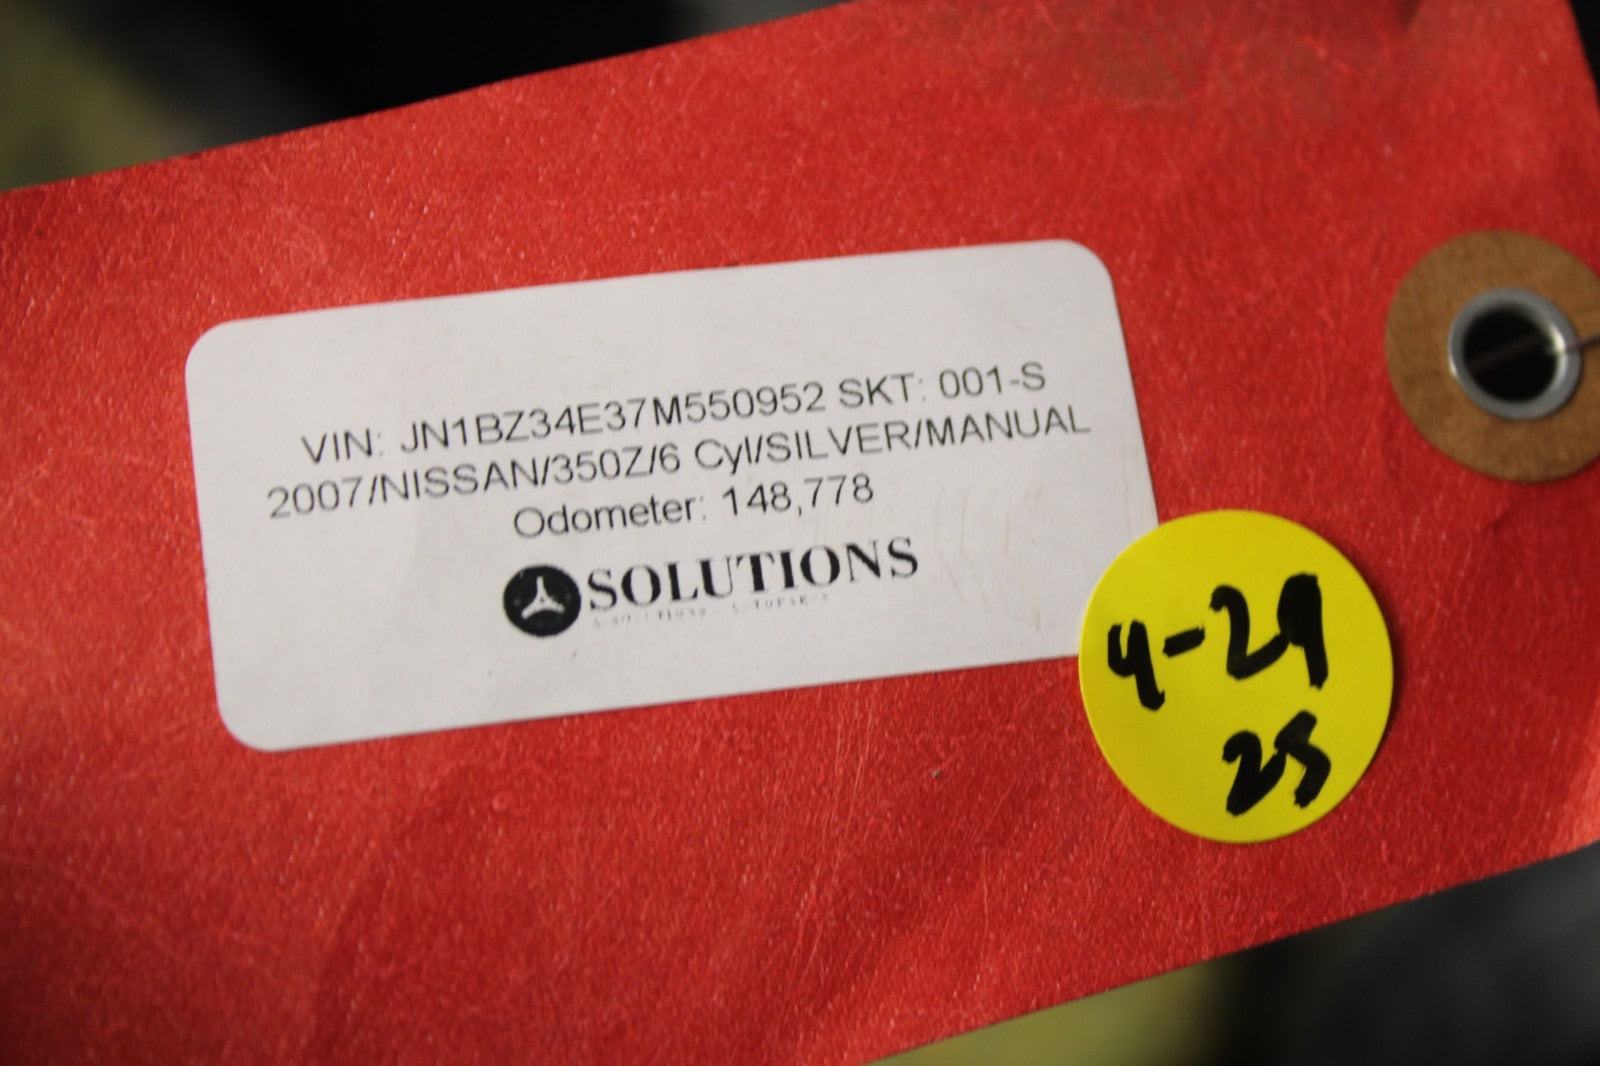 VIN: JN1BZ34E37M550952 SKT: 001-S
2007/NISSAN/350Z/6 Cyl/SILVER/MANUAL
Odometer: 148,778
SOLUTIONS
4-29
25